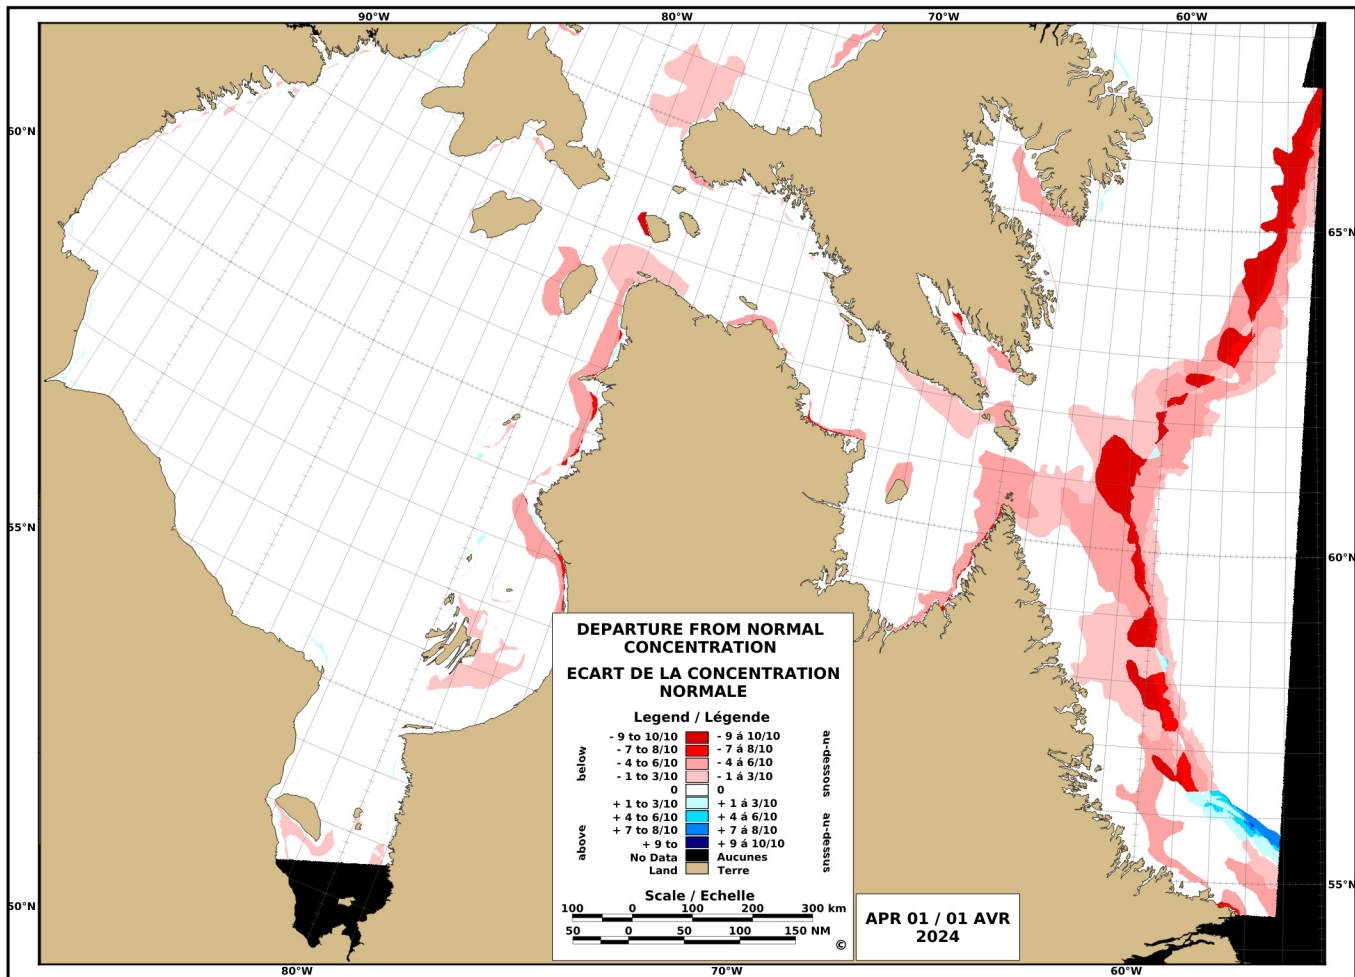 90°W 80°W 70°W 60°W
60°N
65°N
55°N
60°N
50°N
55°N
DEPARTURE FROM NORMAL
CONCENTRATION
ECART DE LA CONCENTRATION
NORMALE
Legend / Légende
- 9 to 10/10 - 9 á 10/10
- 7 to 8/10 - 7 á 8/10
- 4 to 6/10 - 4 á 6/10
- 1 to 3/10 - 1 á 3/10
0 0
+ 1 to 3/10 + 1 á 3/10
+ 4 to 6/10 + 4 á 6/10
+ 7 to 8/10 + 7 á 8/10
+ 9 to + 9 á 10/10
No Data Aucunes
Land Terre
below
above
au-dessous
au-dessus
Scale / Echelle
100 0 100 200 300 km
50 0 50 100 150 NM
©
APR 01 / 01 AVR
2024
80°W 70°W 60°W